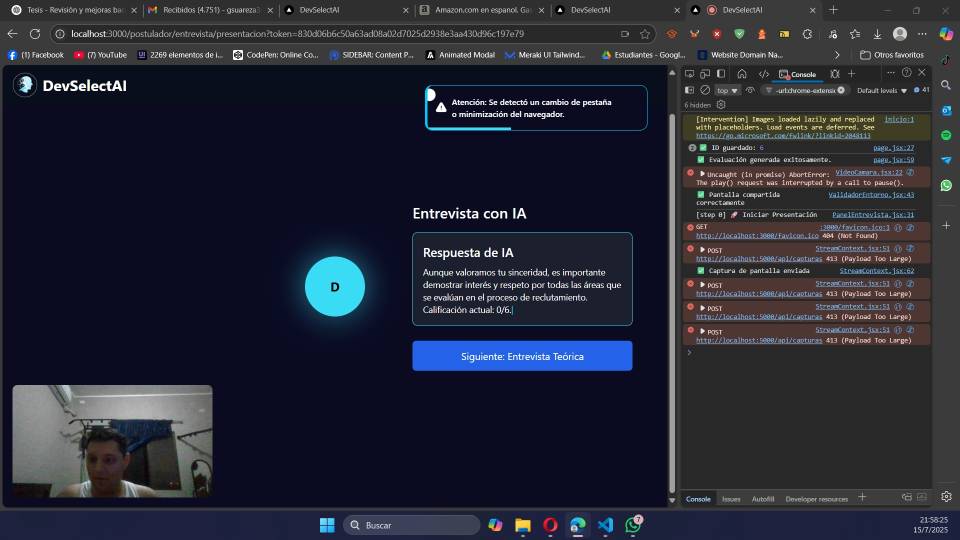 Tesis - Revisión y mejoras ba
Recibidos (4.751) - gsuareza3
DevSelectAI
Amazon.com en espanol. Ga
DevSelectAI
DevSelectAI
localhost:3000/postulador/entrevista/presentacion?token=830d06b6c50a63ad08a02d7025d2938e3aa430d96c197e79
(1) Facebook
(7) YouTube
2269 elementos de i...
CodePen: Online Co...
SIDEBAR: Content P...
Animated Modal
Meraki UI Tailwind...
Estudiantes - Googl...
Website Domain Na...
Otros favoritos
DevSelectAI
Atención: Se detectó un cambio de pestaña
o minimización del navegador.
Entrevista con IA
D
Respuesta de IA
Aunque valoramos tu sinceridad, es importante
demostrar interés y respeto por todas las áreas que
se evalúan en el proceso de reclutamiento.
Calificación actual: 0/6.
Siguiente: Entrevista Teórica
Console
top
-url:chrome-extensio
Default levels
41
6 hidden
[Intervention] Images loaded lazily and replaced inicio:1
with placeholders. Load events are deferred. See
https://go.microsoft.com/fwlink/?linkid=2048113
2 ID guardado: 6 page.jsx:27
Evaluación generada exitosamente. page.jsx:59
Uncaught (in promise) AbortError: VideoCamara.jsx:22
The play() request was interrupted by a call to pause().
Pantalla compartida ValidadorEntorno.jsx:43
correctamente
[step 0] 🚀 Iniciar Presentación PanelEntrevista.jsx:31
GET :3000/favicon.ico:1
http://localhost:3000/favicon.ico 404 (Not Found)
POST StreamContext.jsx:51
http://localhost:5000/api/capturas 413 (Payload Too Large)
Captura de pantalla enviada StreamContext.jsx:62
POST StreamContext.jsx:51
http://localhost:5000/api/capturas 413 (Payload Too Large)
POST StreamContext.jsx:51
http://localhost:5000/api/capturas 413 (Payload Too Large)
POST StreamContext.jsx:51
http://localhost:5000/api/capturas 413 (Payload Too Large)
Console
Issues
Autofill
Developer resources
Buscar
7
21:58:25
15/7/2025